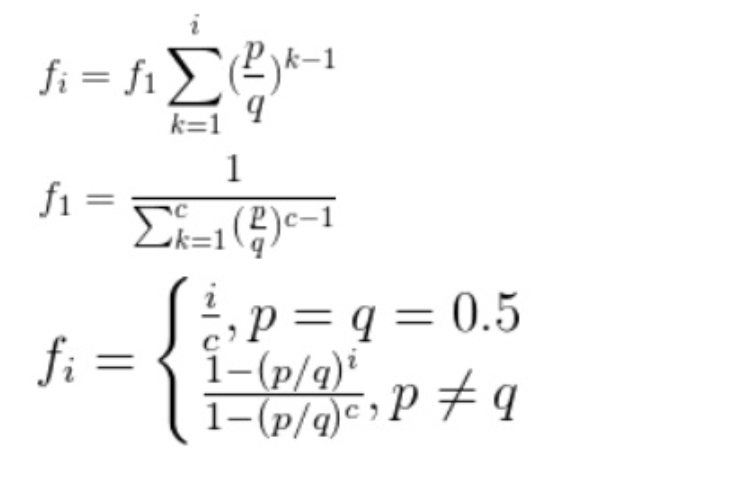 f_i = f_1 \sum_{k=1}^{i} (\frac{p}{q})^{k-1}
f_1 = \frac{1}{\sum_{k=1}^{c} (\frac{p}{q})^{c-1}}
f_i = \begin{cases} \frac{i}{c}, p = q = 0.5 \\ \frac{1-(p/q)^i}{1-(p/q)^c}, p \neq q \end{cases}